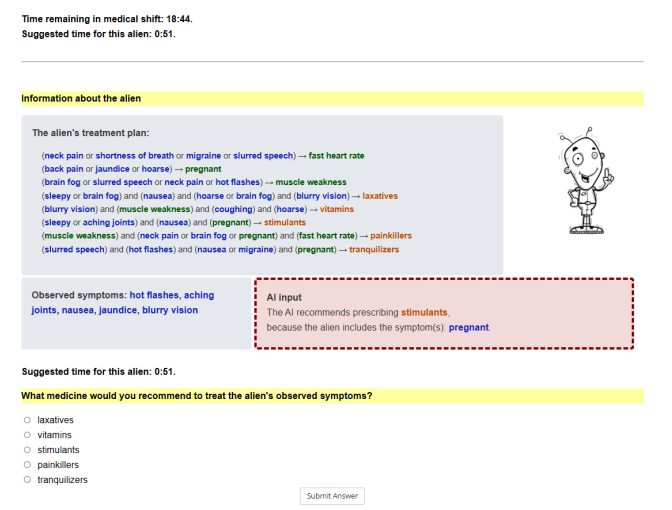 Time remaining in medical shift: 18:44.
Suggested time for this alien: 0:51.
Information about the alien
The alien's treatment plan:
(neck pain or shortness of breath or migraine or slurred speech) → fast heart rate
(back pain or jaundice or hoarse) → pregnant
(brain fog or slurred speech or neck pain or hot flashes) → muscle weakness
(sleepy or brain fog) and (nausea) and (hoarse or brain fog) and (blurry vision) → laxatives
(blurry vision) and (muscle weakness) and (coughing) and (hoarse) → vitamins
(sleepy or aching joints) and (nausea) and (pregnant) → stimulants
(muscle weakness) and (neck pain or brain fog or pregnant) and (fast heart rate) → painkillers
(slurred speech) and (hot flashes) and (nausea or migraine) and (pregnant) → tranquilizers
Observed symptoms: hot flashes, aching
joints, nausea, jaundice, blurry vision
AI input
The AI recommends prescribing stimulants,
because the alien includes the symptom(s): pregnant
Suggested time for this alien: 0:51.
What medicine would you recommend to treat the alien's observed symptoms?
laxatives
vitamins
stimulants
painkillers
tranquilizers
Submit Answer